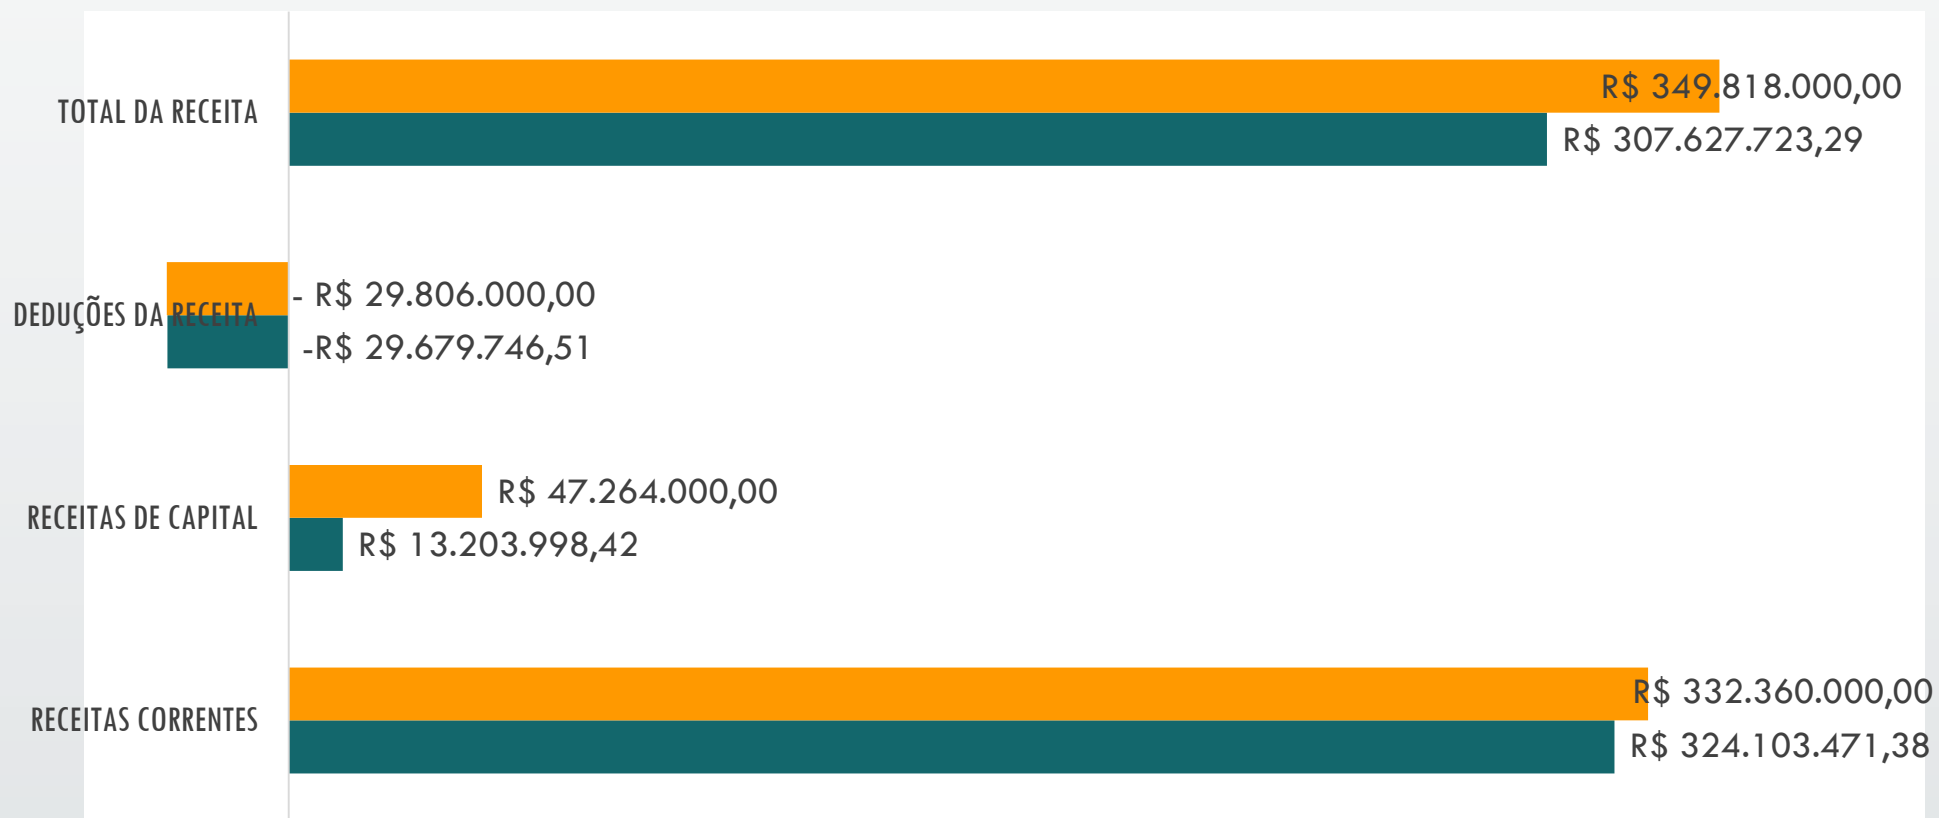 TOTAL DA RECEITA
R$ 349.818.000,00
R$ 307.627.723,29
DEDUÇÕES DA RECEITA
- R$ 29.806.000,00
-R$ 29.679.746,51
RECEITAS DE CAPITAL
R$ 47.264.000,00
R$ 13.203.998,42
RECEITAS CORRENTES
R$ 332.360.000,00
R$ 324.103.471,38